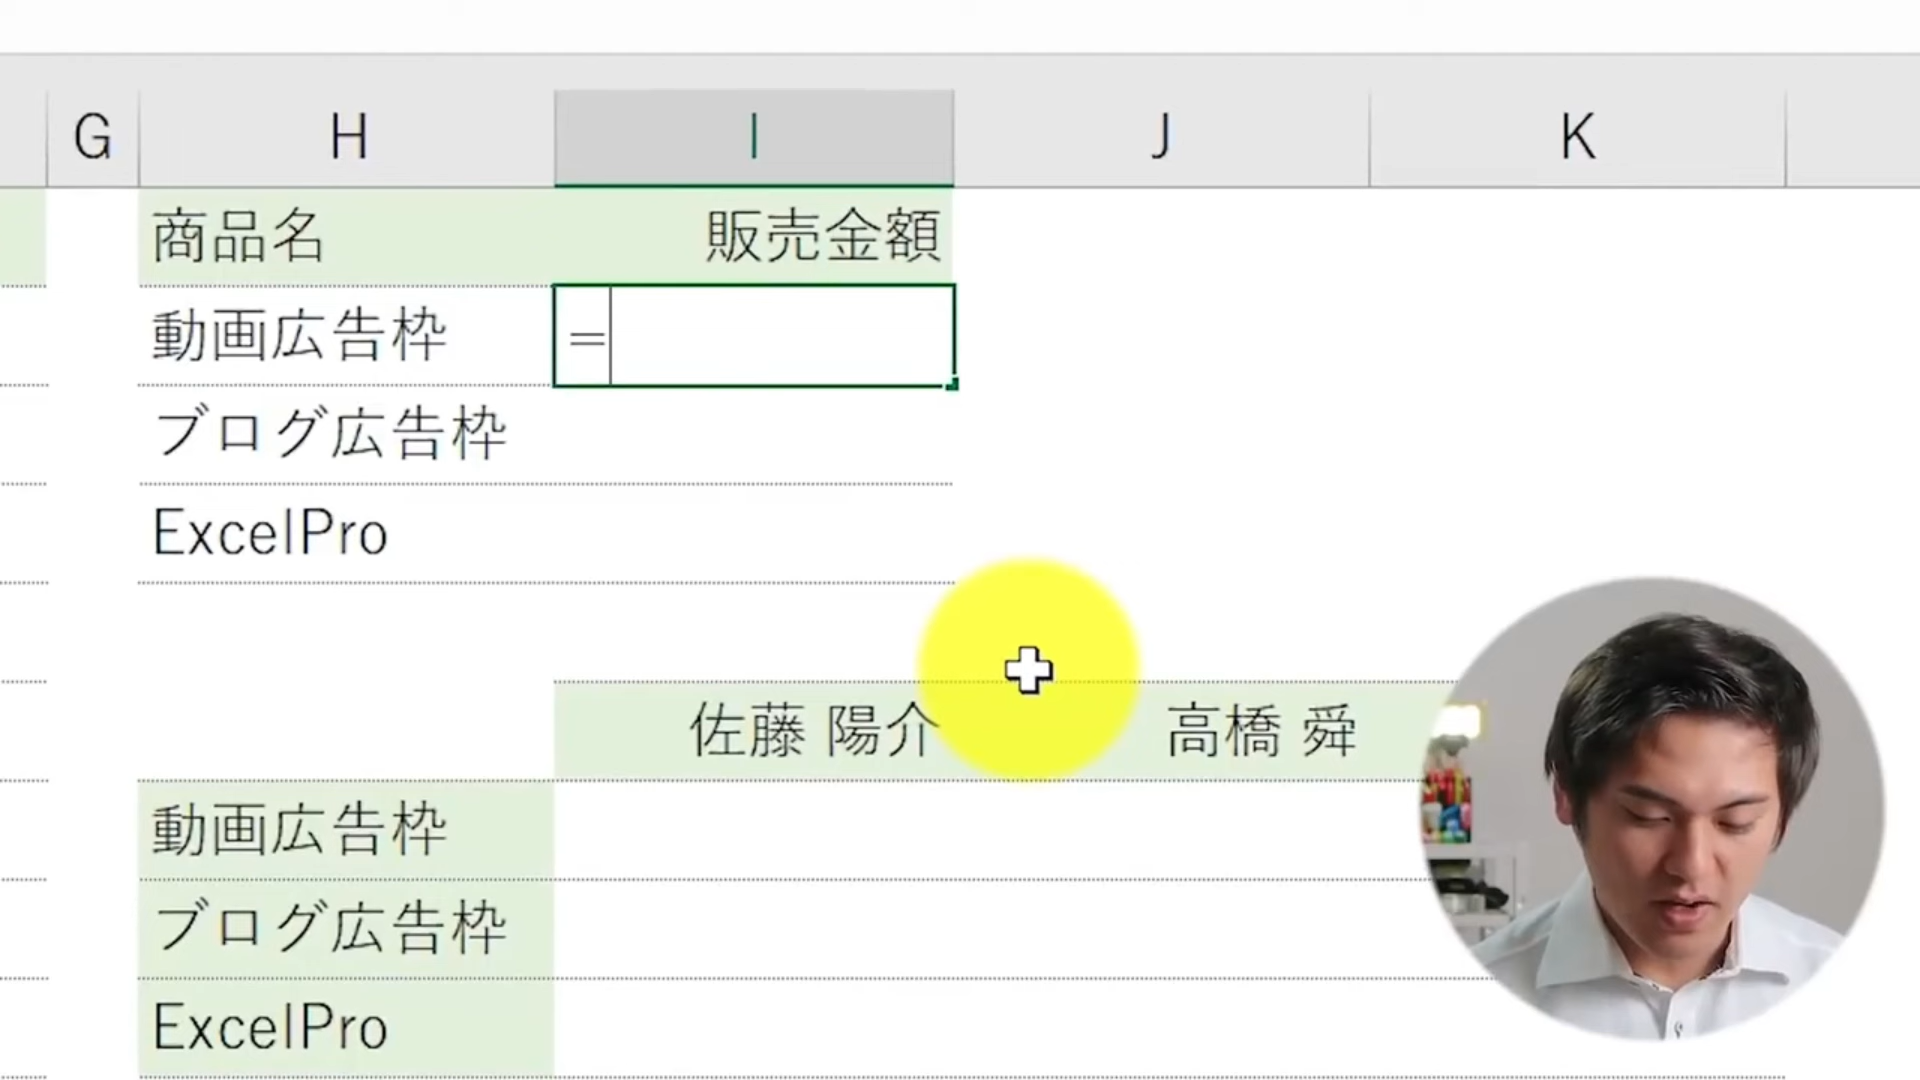 G H I J K
商品名 販売金額
動画広告枠 =
ブログ広告枠
ExcelPro
佐藤 陽介 高橋 舜
動画広告枠
ブログ広告枠
ExcelPro